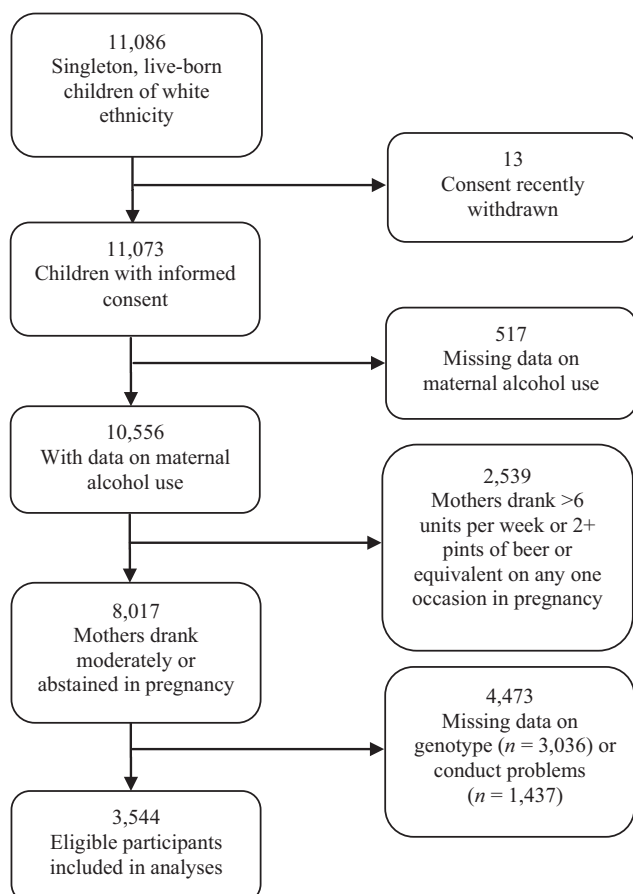 11,086
Singleton, live-born
children of white
ethnicity
13
Consent recently
withdrawn
11,073
Children with informed
consent
517
Missing data on
maternal alcohol use
10,556
With data on maternal
alcohol use
2,539
Mothers drank >6
units per week or 2+
pints of beer or
equivalent on any one
occasion in pregnancy
8,017
Mothers drank
moderately or
abstained in pregnancy
4,473
Missing data on
genotype (n = 3,036) or
conduct problems
(n = 1,437)
3,544
Eligible participants
included in analyses